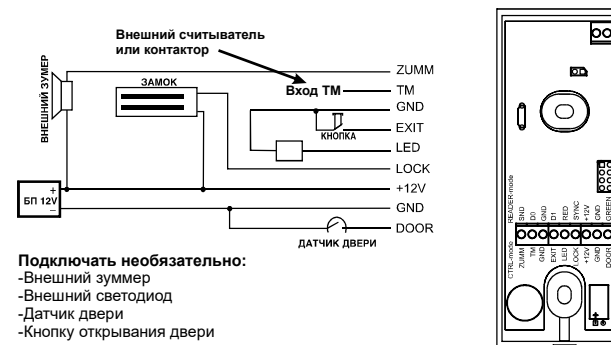 Внешний считыватель
или контактор
ВНЕШНИЙ ЗУМЕР
ЗАМОК
Вход ТМ
КНОПКА
ZUMM
TM
GND
EXIT
LED
LOCK
+12V
GND
DOOR
+
БП 12V
–
ДАТЧИК ДВЕРИ
Подключать необязательно:
-Внешний зуммер
-Внешний светодиод
-Датчик двери
-Кнопку открывания двери
READER-mode
SND
D0
GND
D1
RED
SYNC
+12V
GND
GREEN
CTRL-mode
ZUMM
TM
GND
EXIT
LED
LOCK
+12V
GND
DOOR